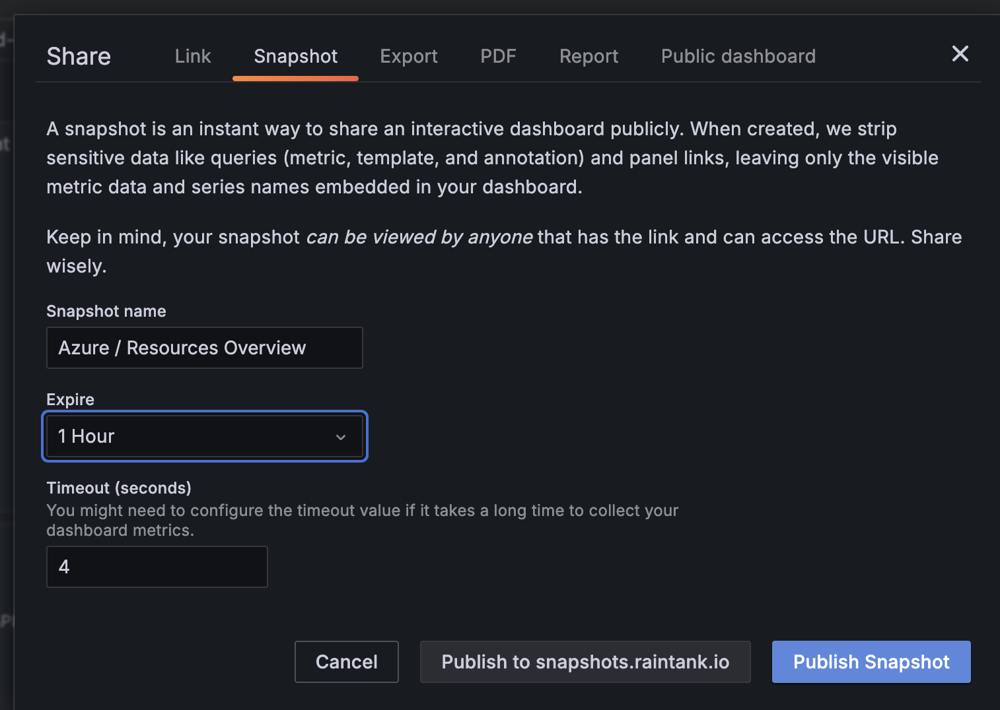 Share Link Snapshot Export PDF Report Public dashboard
A snapshot is an instant way to share an interactive dashboard publicly. When created, we strip
sensitive data like queries (metric, template, and annotation) and panel links, leaving only the visible
metric data and series names embedded in your dashboard.
Keep in mind, your snapshot can be viewed by anyone that has the link and can access the URL. Share
wisely.
Snapshot name
Azure / Resources Overview
Expire
1 Hour
Timeout (seconds)
You might need to configure the timeout value if it takes a long time to collect your
dashboard metrics.
4
Cancel Publish to snapshots.raintank.io Publish Snapshot